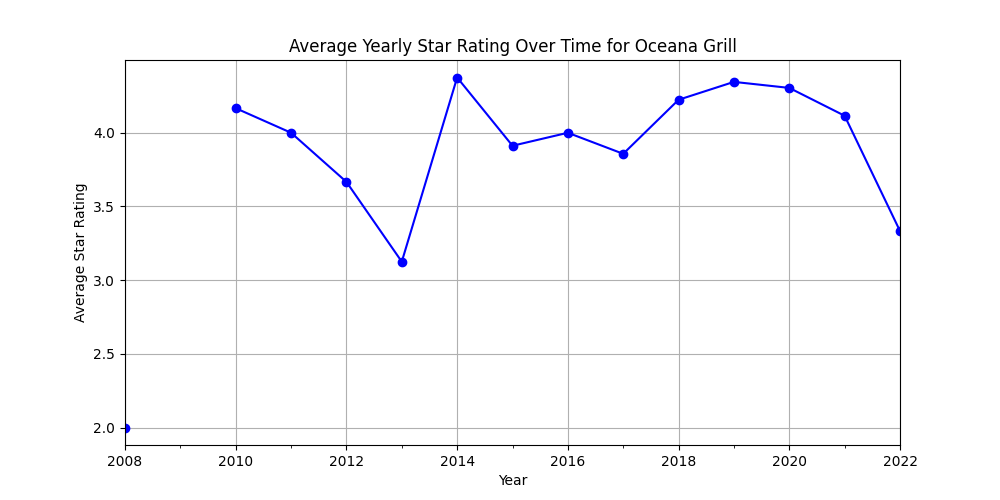 Average Yearly Star Rating Over Time for Oceana Grill
Average Star Rating
4.0
3.5
3.0
2.5
2.0
2008 2010 2012 2014 2016 2018 2020 2022
Year